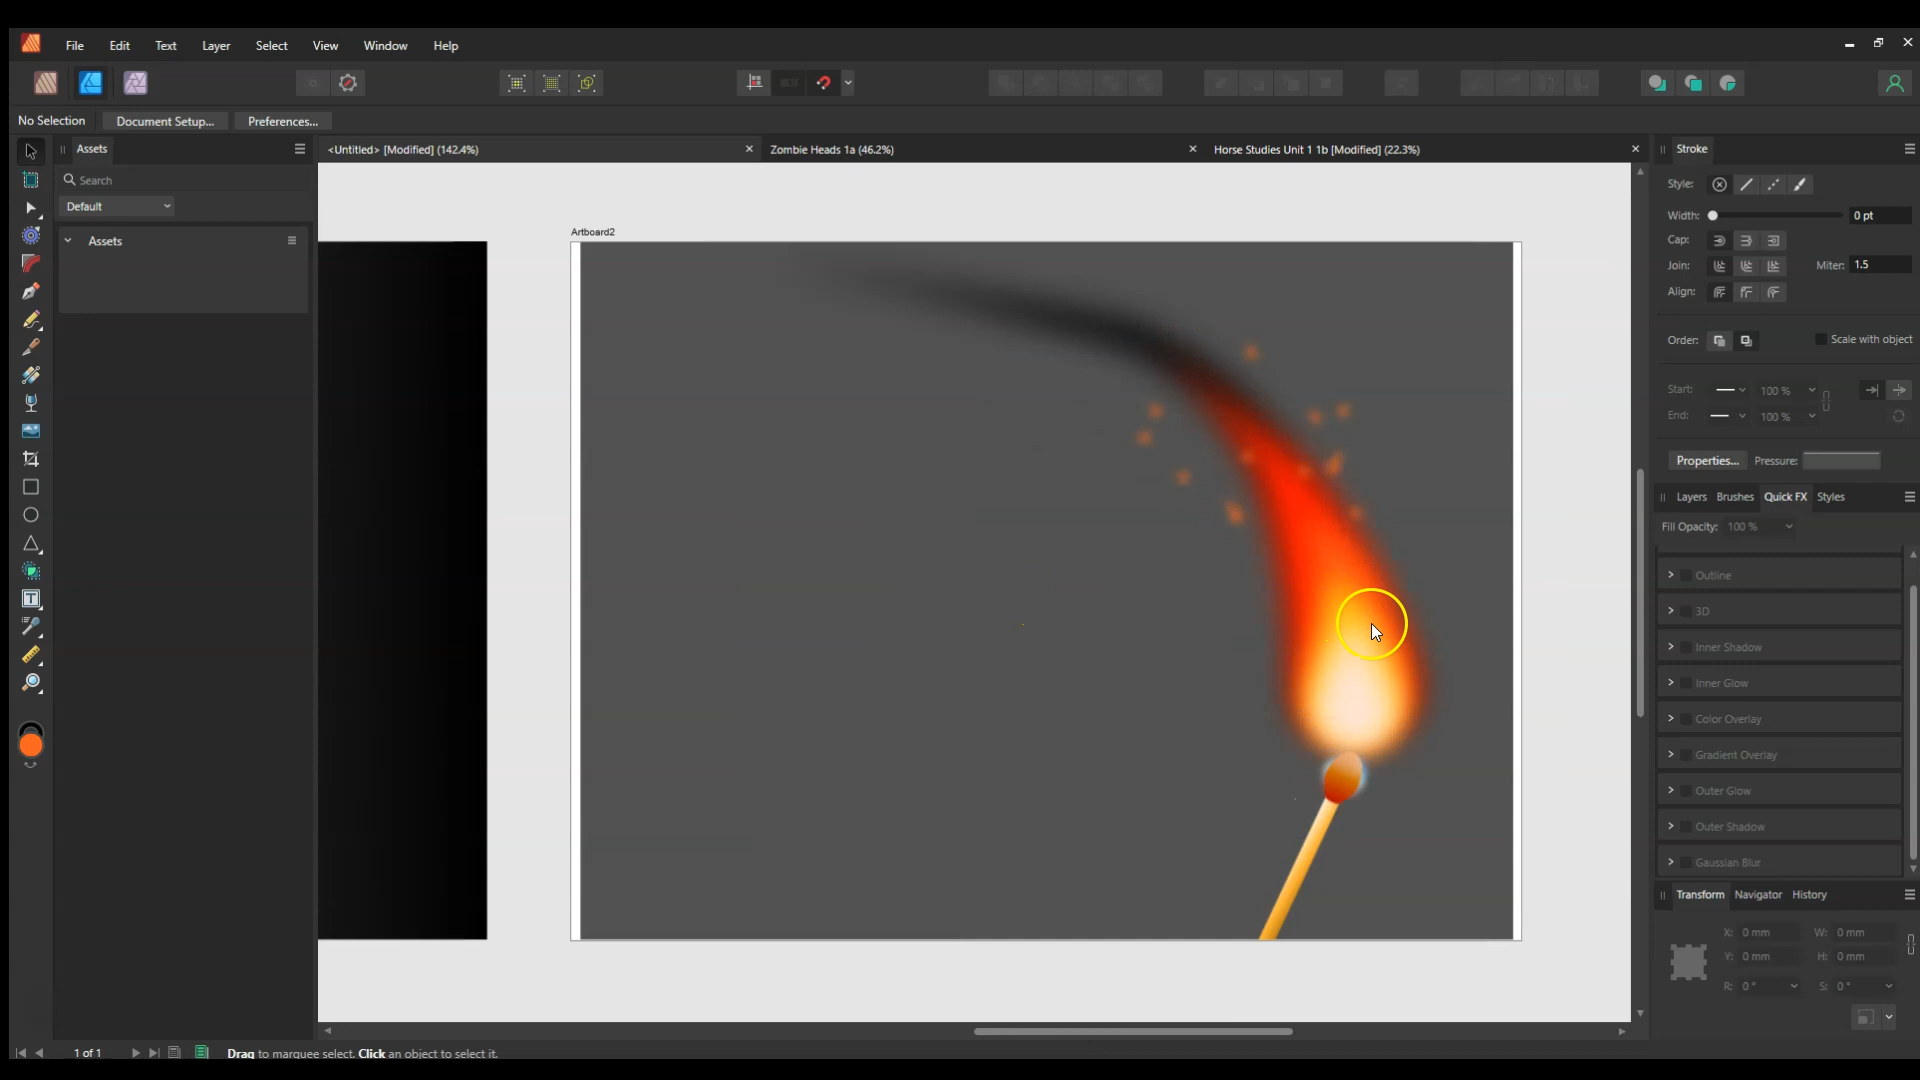 File Edit Text Layer Select View Window Help
No Selection Document Setup... Preferences...
Assets
<Untitled> [Modified] (142.4%)
Zombie Heads 1a (46.2%)
Horse Studies Unit 1 1b [Modified] (22.3%)
Search
Default
Assets
Artboard2
Stroke
Style:
Width: 0 pt
Cap:
Join: Miter: 1.5
Align:
Order: Scale with object
Start: 100 %
End: 100 %
Properties... Pressure:
Layers Brushes Quick FX Styles
Fill Opacity: 100 %
Outline
3D
Inner Shadow
Inner Glow
Color Overlay
Gradient Overlay
Outer Glow
Outer Shadow
Gaussian Blur
Transform Navigator History
X: 0 mm W: 0 mm
Y: 0 mm H: 0 mm
R: 0 ° S: 0 °
1 of 1 Drag to marquee select. Click an object to select it.